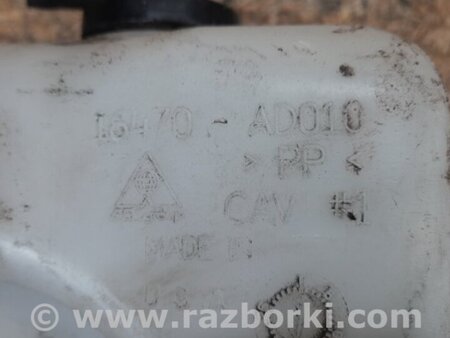 16470-AD010
> PP <
CAV #1
MADE IN
www.razborki.com